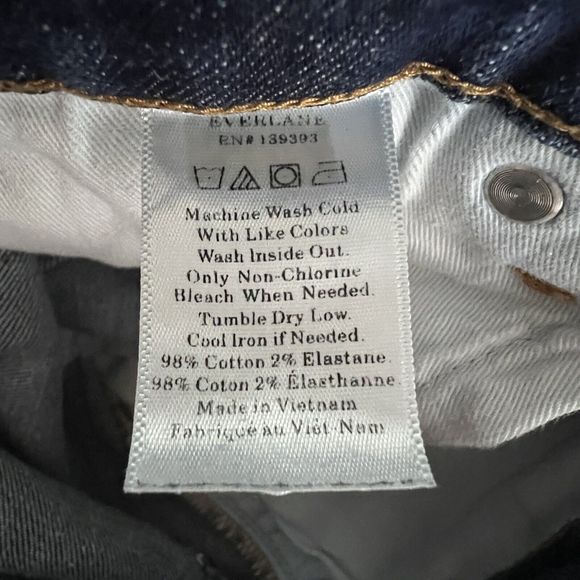 EVERLANE
RN# 139393
Machine Wash Cold
With Like Colors
Wash Inside Out.
Only Non-Chlorine
Bleach When Needed.
Tumble Dry Low.
Cool Iron if Needed.
98% Cotton 2% Elastane.
98% Coton 2% Élasthanne.
Made in Vietnam
Fabriqué au Viêt-Nam